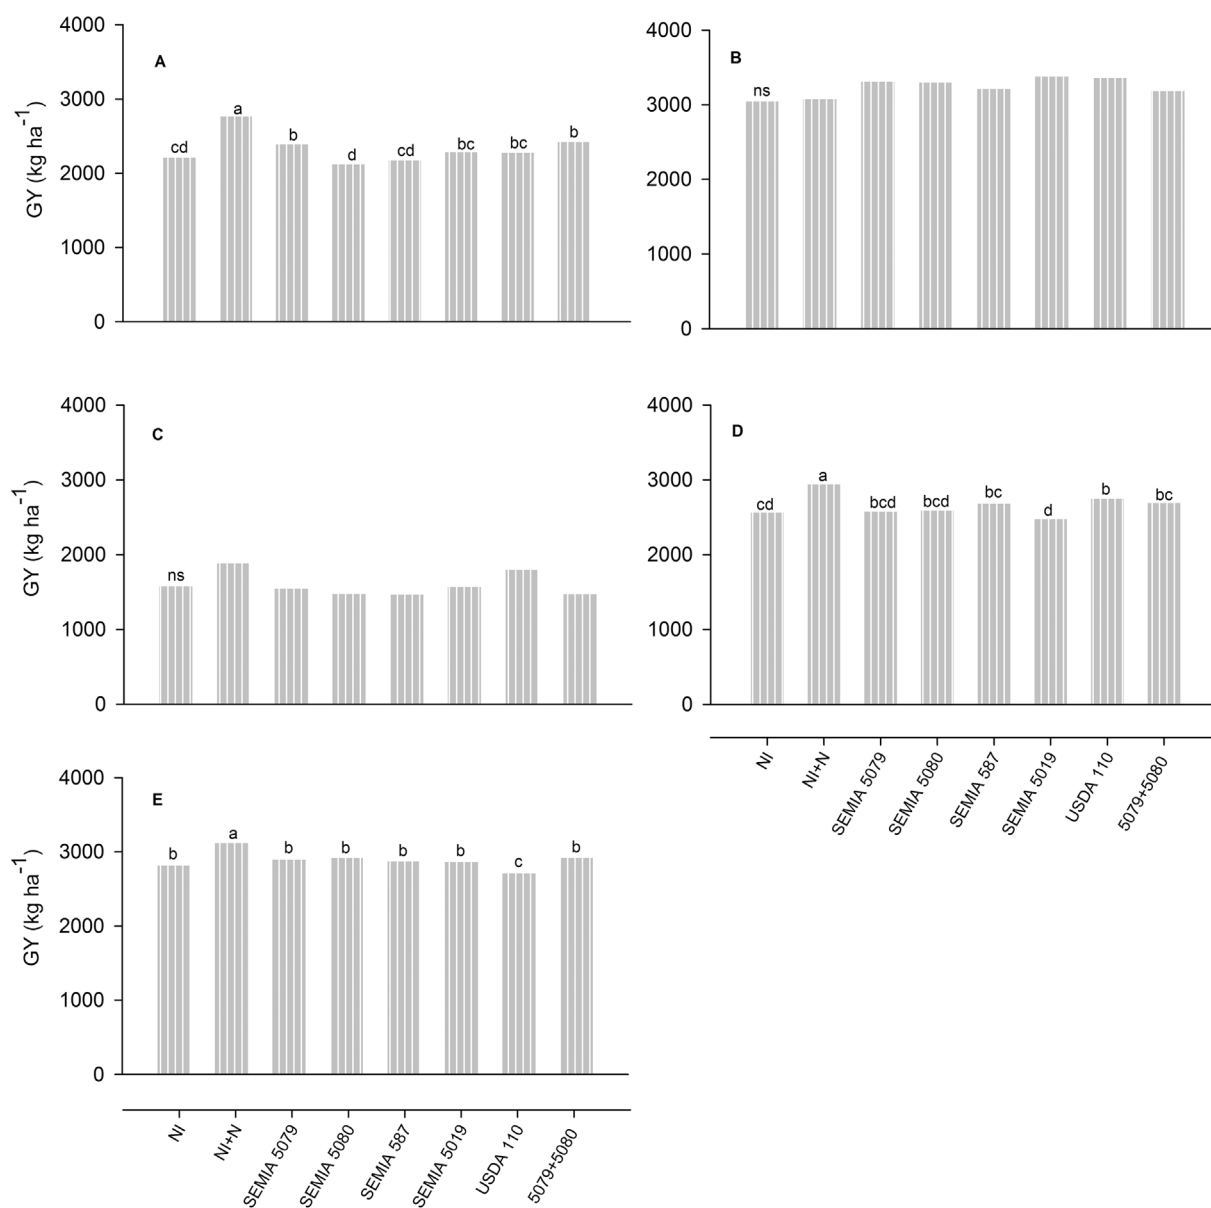 A
GY (kg ha-1)
4000
3000
2000
1000
0
cd
a
b
d
cd
bc
bc
b
B
4000
3000
2000
1000
0
ns
C
GY (kg ha-1)
4000
3000
2000
1000
0
ns
D
4000
3000
2000
1000
0
cd
a
bcd
bcd
bc
d
b
bc
NI
NI+N
SEMIA 5079
SEMIA 5080
SEMIA 587
SEMIA 5019
USDA 110
5079+5080
E
GY (kg ha-1)
4000
3000
2000
1000
0
b
a
b
b
b
b
c
b
NI
NI+N
SEMIA 5079
SEMIA 5080
SEMIA 587
SEMIA 5019
USDA 110
5079+5080